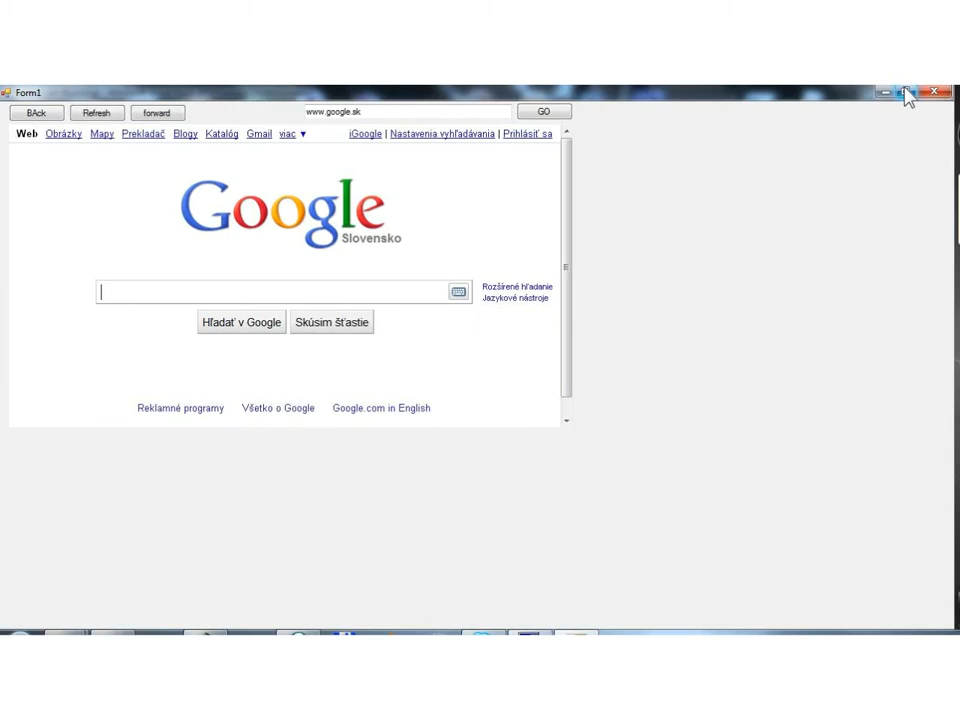 Form1
BAck Refresh forward www.google.sk GO
Web Obrázky Mapy Prekladač Blogy Katalóg Gmail viac ▼ iGoogle | Nastavenia vyhľadávania | Prihlásiť sa
Google
Slovensko
Rozšírené hľadanie
Jazykové nástroje
Hľadať v Google Skúsim šťastie
Reklamné programy Všetko o Google Google.com in English